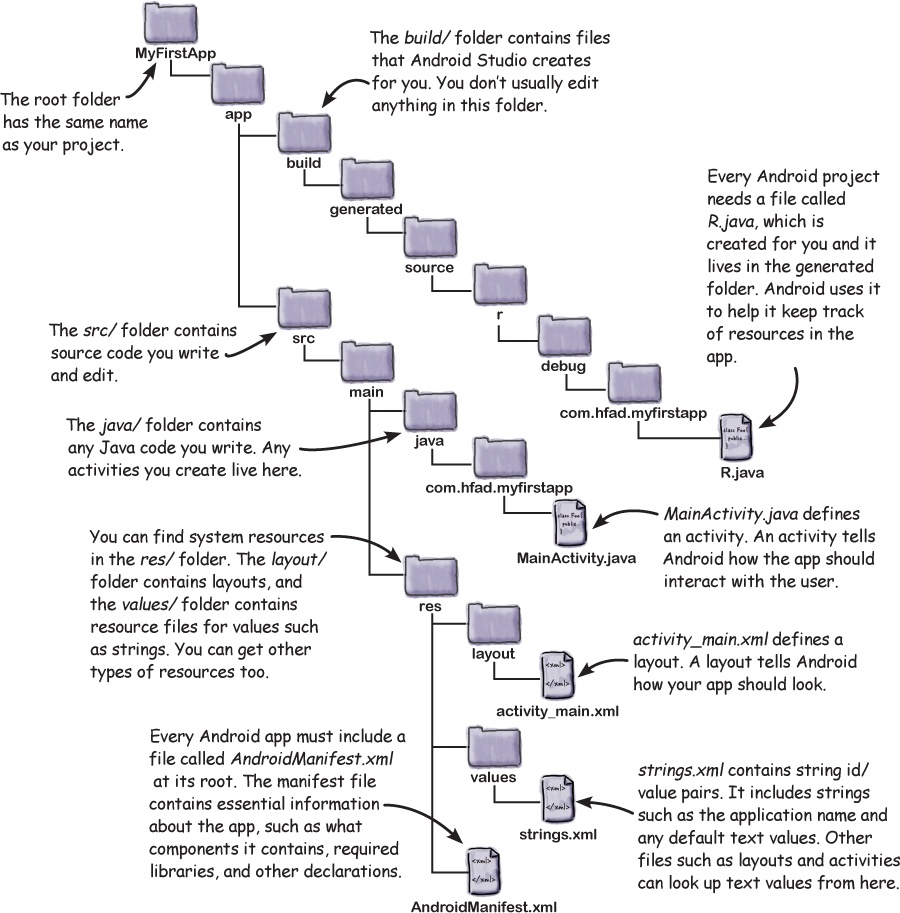 MyFirstApp
The root folder
has the same name
as your project.
app
The build/ folder contains files
that Android Studio creates
for you. You don't usually edit
anything in this folder.
build
generated
source
r
debug
com.hfad.myfirstapp
Every Android project
needs a file called
R.java, which is
created for you and it
lives in the generated
folder. Android uses it
to help it keep track
of resources in the
app.
class Foo{
public...
}
R.java
The src/ folder contains
source code you write
and edit.
src
main
The java/ folder contains
any Java code you write. Any
activities you create live here.
java
com.hfad.myfirstapp
class Foo{
public
}
MainActivity.java
MainActivity.java defines
an activity. An activity tells
Android how the app should
interact with the user.
You can find system resources
in the res/ folder. The layout/
folder contains layouts, and
the values/ folder contains
resource files for values such
as strings. You can get other
types of resources too.
res
layout
<xml>
</xml>
activity_main.xml
activity_main.xml defines a
layout. A layout tells Android
how your app should look.
values
<xml>
</xml>
strings.xml
strings.xml contains string id/
value pairs. It includes strings
such as the application name and
any default text values. Other
files such as layouts and activities
can look up text values from here.
Every Android app must include a
file called AndroidManifest.xml
at its root. The manifest file
contains essential information
about the app, such as what
components it contains, required
libraries, and other declarations.
<xml>
</xml>
AndroidManifest.xml